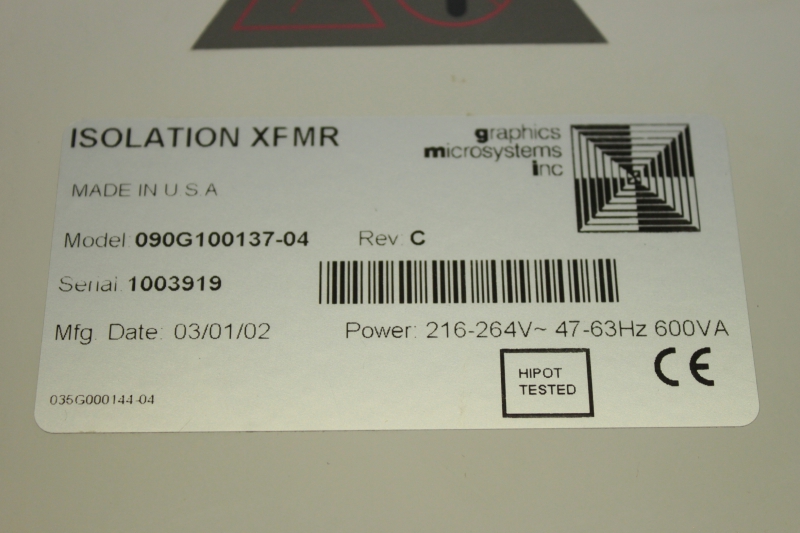 ISOLATION XFMR
graphics
microsystems
inc
MADE IN U S A
Model 090G100137-04 Rev. C
Serial. 1003919
Mfg. Date: 03/01/02 Power: 216-264V~ 47-63Hz 600VA
HIPOT
TESTED
CE
035G000144-04